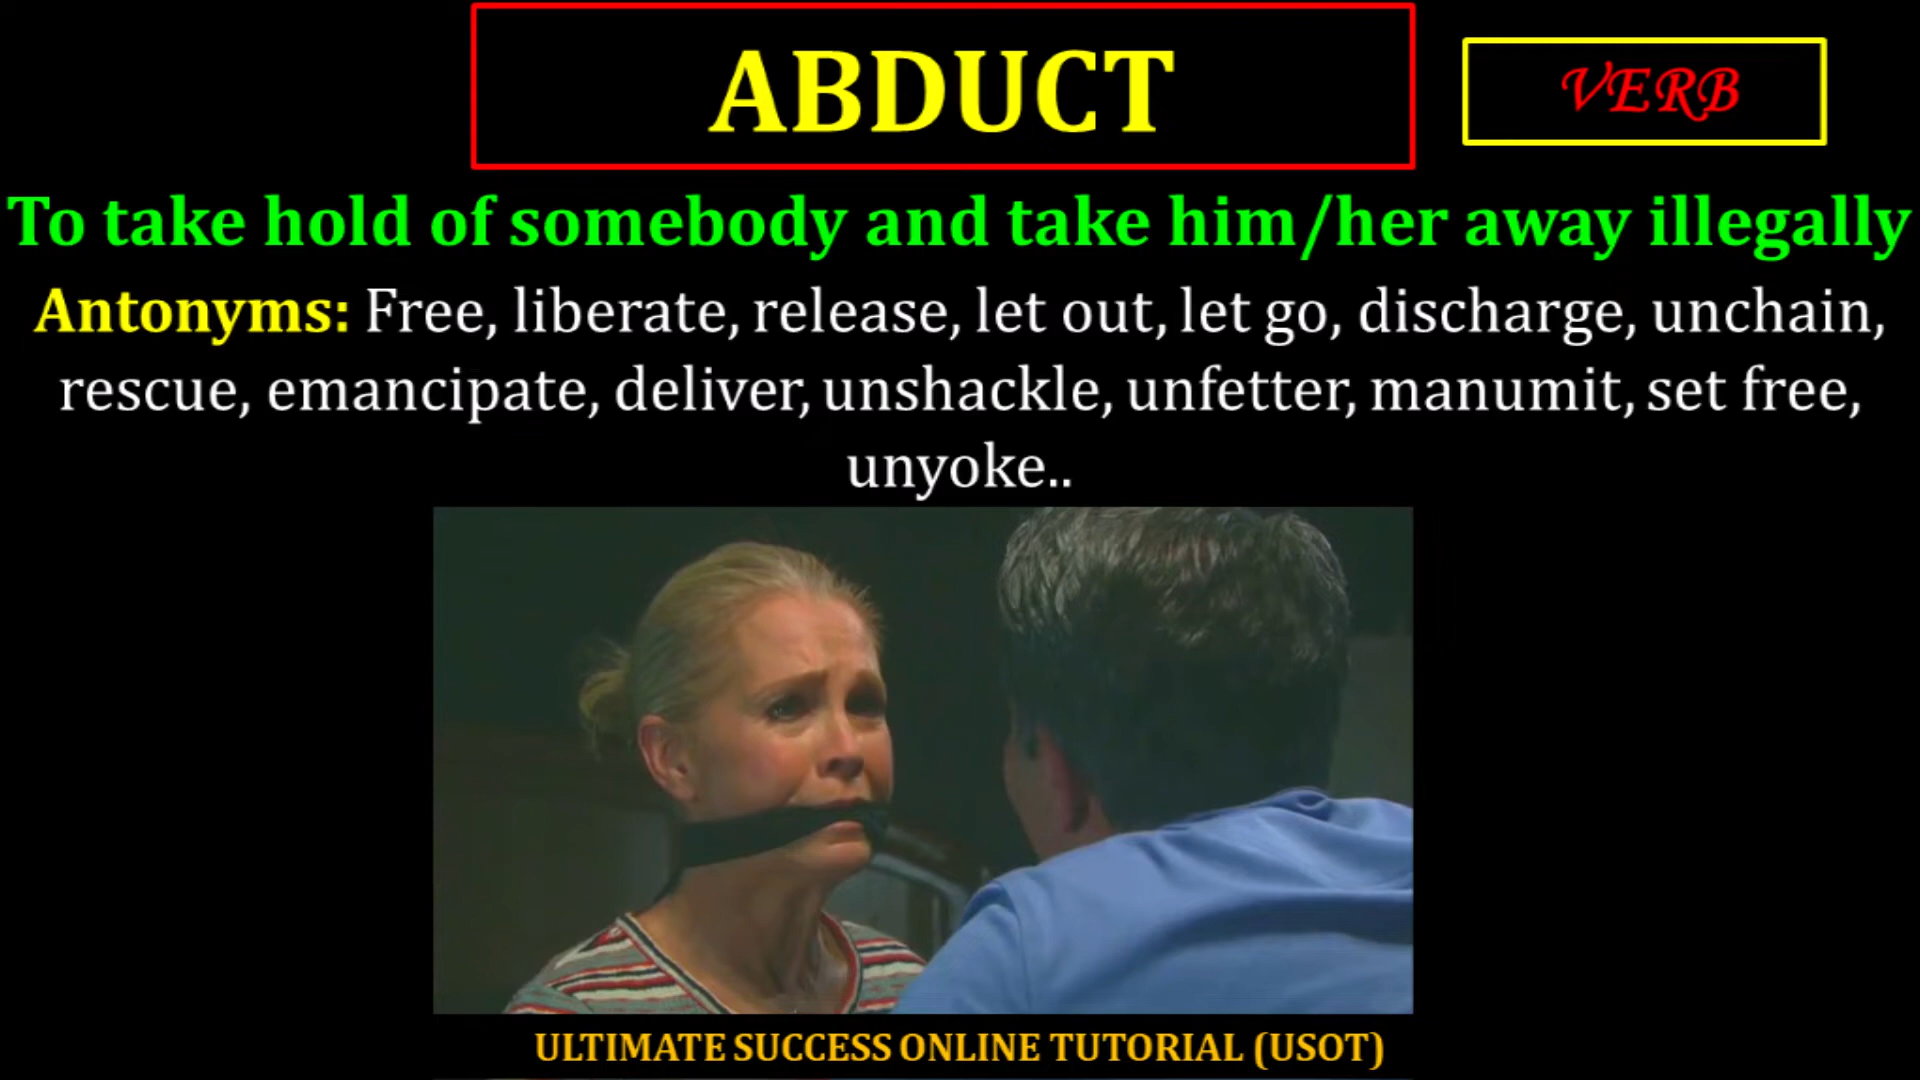 ABDUCT
VERB
To take hold of somebody and take him/her away illegally
Antonyms: Free, liberate, release, let out, let go, discharge, unchain,
rescue, emancipate, deliver, unshackle, unfetter, manumit, set free,
unyoke..
ULTIMATE SUCCESS ONLINE TUTORIAL (USOT)